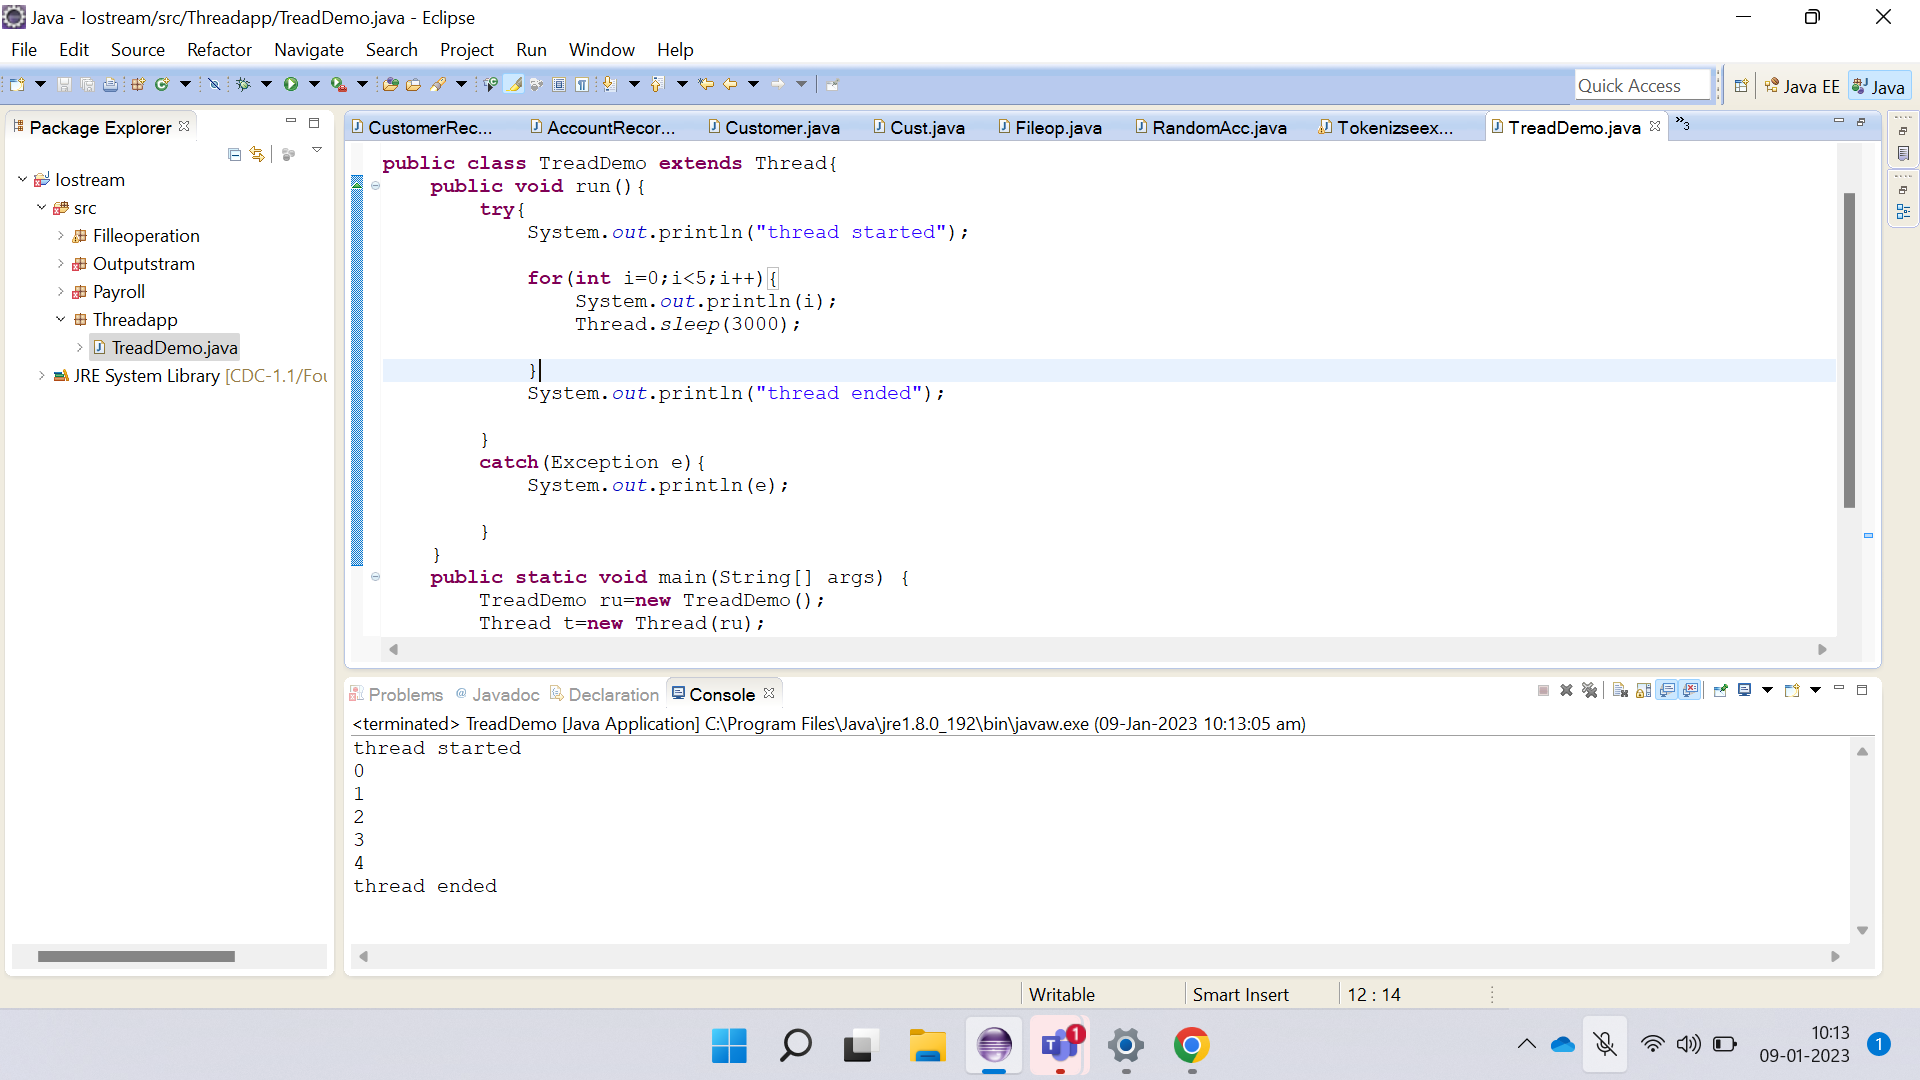 Java - Iostream/src/Threadapp/TreadDemo.java - Eclipse
File Edit Source Refactor Navigate Search Project Run Window Help
Quick Access
Java EE
Java
Package Explorer
Iostream
src
Filleoperation
Outputstram
Payroll
Threadapp
TreadDemo.java
JRE System Library [CDC-1.1/Fou
CustomerRec... AccountRecor... Customer.java Cust.java Fileop.java RandomAcc.java Tokenizseex... TreadDemo.java »3
public class TreadDemo extends Thread{
public void run(){
try{
System.out.println("thread started");
for(int i=0;i<5;i++){
System.out.println(i);
Thread.sleep(3000);
}
System.out.println("thread ended");
}
catch(Exception e){
System.out.println(e);
}
}
public static void main(String[] args) {
TreadDemo ru=new TreadDemo();
Thread t=new Thread(ru);
Problems @ Javadoc Declaration Console
<terminated> TreadDemo [Java Application] C:\Program Files\Java\jre1.8.0_192\bin\javaw.exe (09-Jan-2023 10:13:05 am)
thread started
0
1
2
3
4
thread ended
Writable Smart Insert 12 : 14
1
10:13
09-01-2023
1